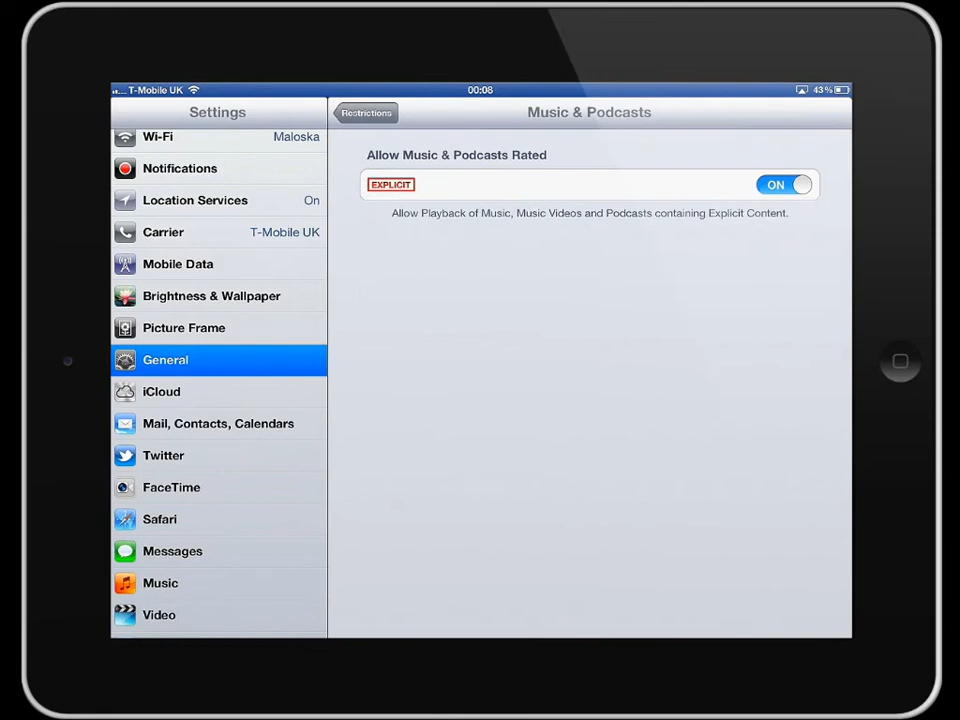 T-Mobile UK
00:08
43%
Settings
Restrictions
Music & Podcasts
Wi-Fi Maloska
Notifications
Location Services On
Carrier T-Mobile UK
Mobile Data
Brightness & Wallpaper
Picture Frame
General
iCloud
Mail, Contacts, Calendars
Twitter
FaceTime
Safari
Messages
Music
Video
Allow Music & Podcasts Rated
EXPLICIT ON
Allow Playback of Music, Music Videos and Podcasts containing Explicit Content.